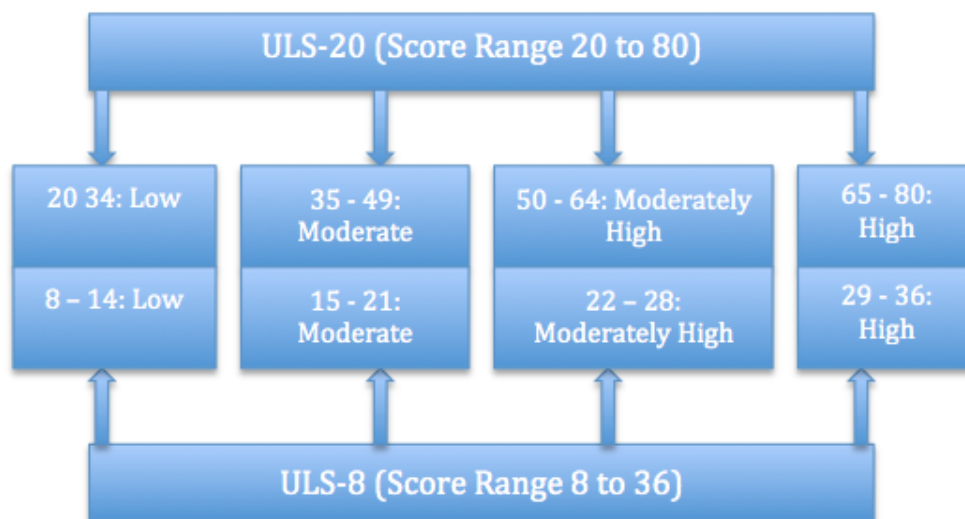 ULS-20 (Score Range 20 to 80)
20 34: Low
35 - 49:
Moderate
50 - 64: Moderately
High
65 - 80:
High
8 – 14: Low
15 - 21:
Moderate
22 – 28:
Moderately High
29 - 36:
High
ULS-8 (Score Range 8 to 36)